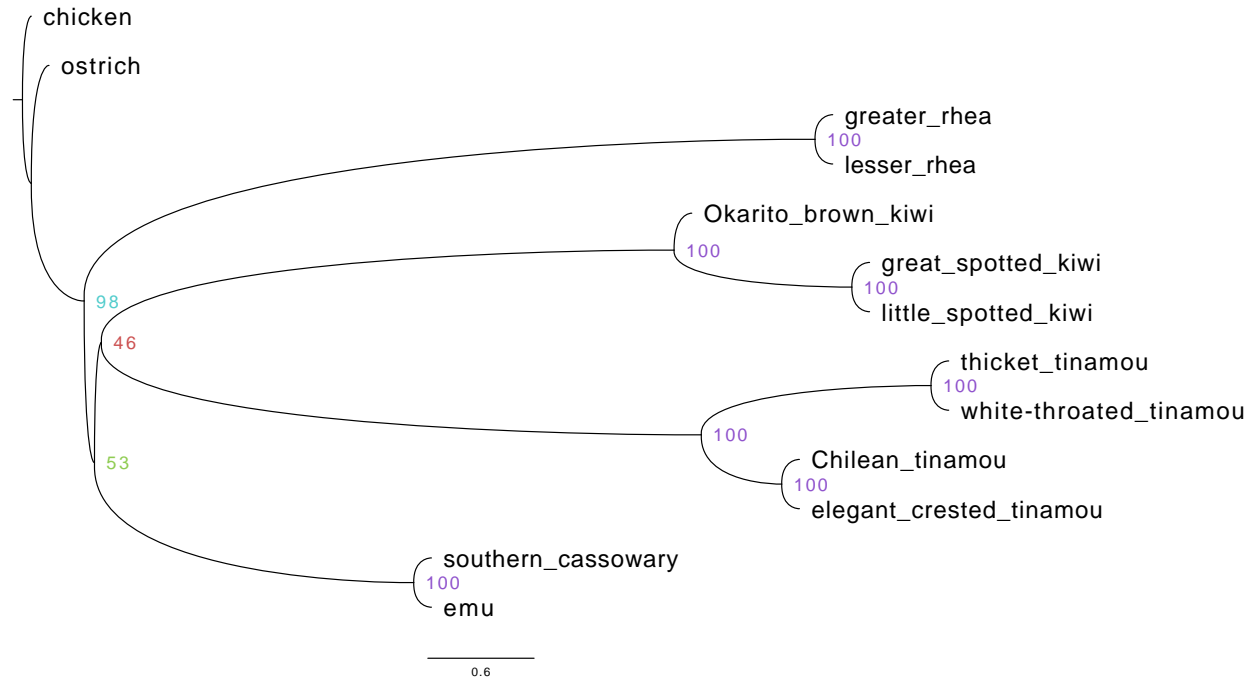 chicken
ostrich
greater_rhea
100
lesser_rhea
Okarito_brown_kiwi
100
great_spotted_kiwi
100
98
little_spotted_kiwi
46
thicket_tinamou
100
white-throated_tinamou
100
53
Chilean_tinamou
100
elegant_crested_tinamou
southern_cassowary
100
emu
0.6